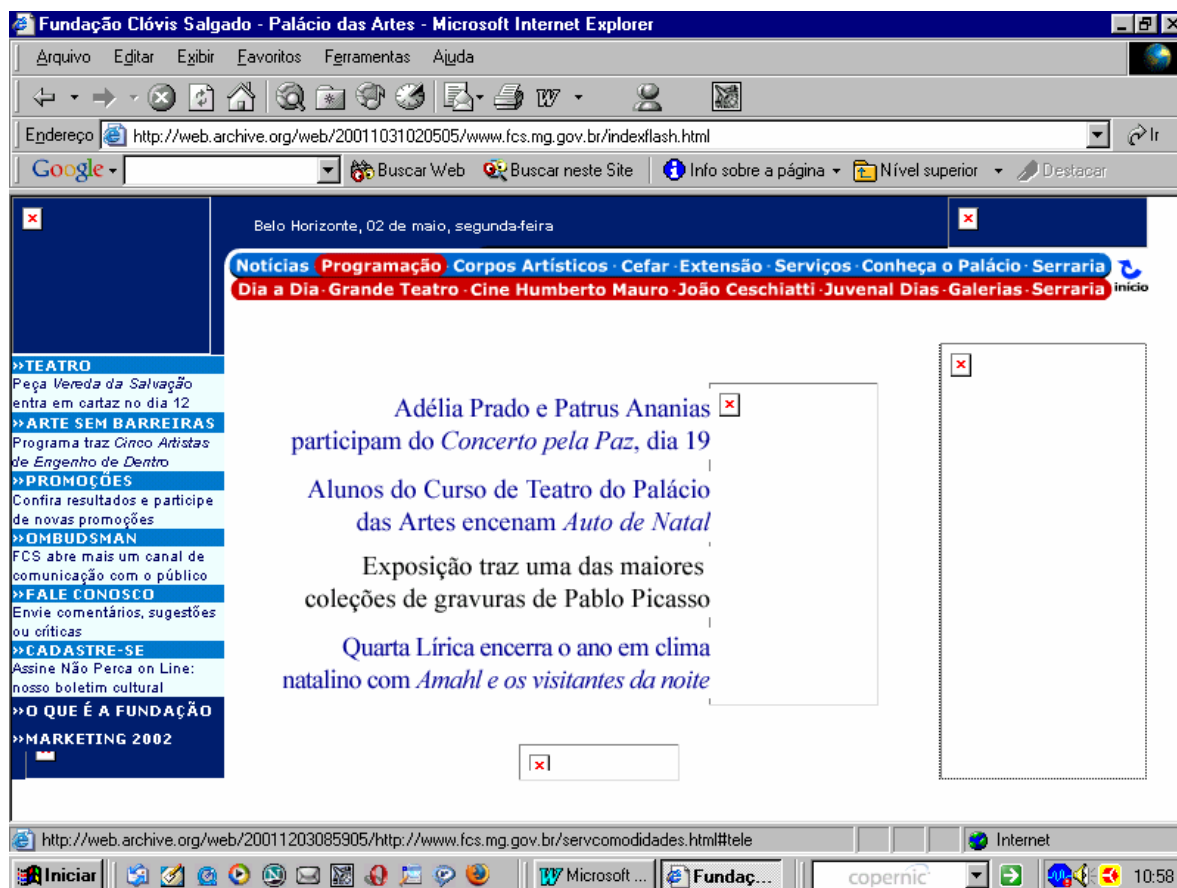 Fundação Clóvis Salgado - Palácio das Artes - Microsoft Internet Explorer
Arquivo Editar Exibir Favoritos Ferramentas Ajuda
Endereço http://web.archive.org/web/20011031020505/www.fcs.mg.gov.br/indexflash.html Ir
Google Buscar Web Buscar neste Site Info sobre a página Nível superior Destacar
Belo Horizonte, 02 de maio, segunda-feira
Notícias Programação · Corpos Artísticos · Cefar · Extensão · Serviços · Conheça o Palácio · Serraria
Dia a Dia · Grande Teatro · Cine Humberto Mauro · João Ceschiatti · Juvenal Dias · Galerias · Serraria
início
»TEATRO
Peça Vereda da Salvação
entra em cartaz no dia 12
»ARTE SEM BARREIRAS
Programa traz Cinco Artistas
de Engenho de Dentro
»PROMOÇÕES
Confira resultados e participe
de novas promoções
»OMBUDSMAN
FCS abre mais um canal de
comunicação com o público
»FALE CONOSCO
Envie comentários, sugestões
ou críticas
»CADASTRE-SE
Assine Não Perca on Line:
nosso boletim cultural
»O QUE É A FUNDAÇÃO
»MARKETING 2002
Adélia Prado e Patrus Ananias
participam do Concerto pela Paz, dia 19
Alunos do Curso de Teatro do Palácio
das Artes encenam Auto de Natal
Exposição traz uma das maiores
coleções de gravuras de Pablo Picasso
Quarta Lírica encerra o ano em clima
natalino com Amahl e os visitantes da noite
http://web.archive.org/web/20011203085905/http://www.fcs.mg.gov.br/servcomodidades.html#tele Internet
Iniciar Microsoft ... Fundaç... copernic 10:58